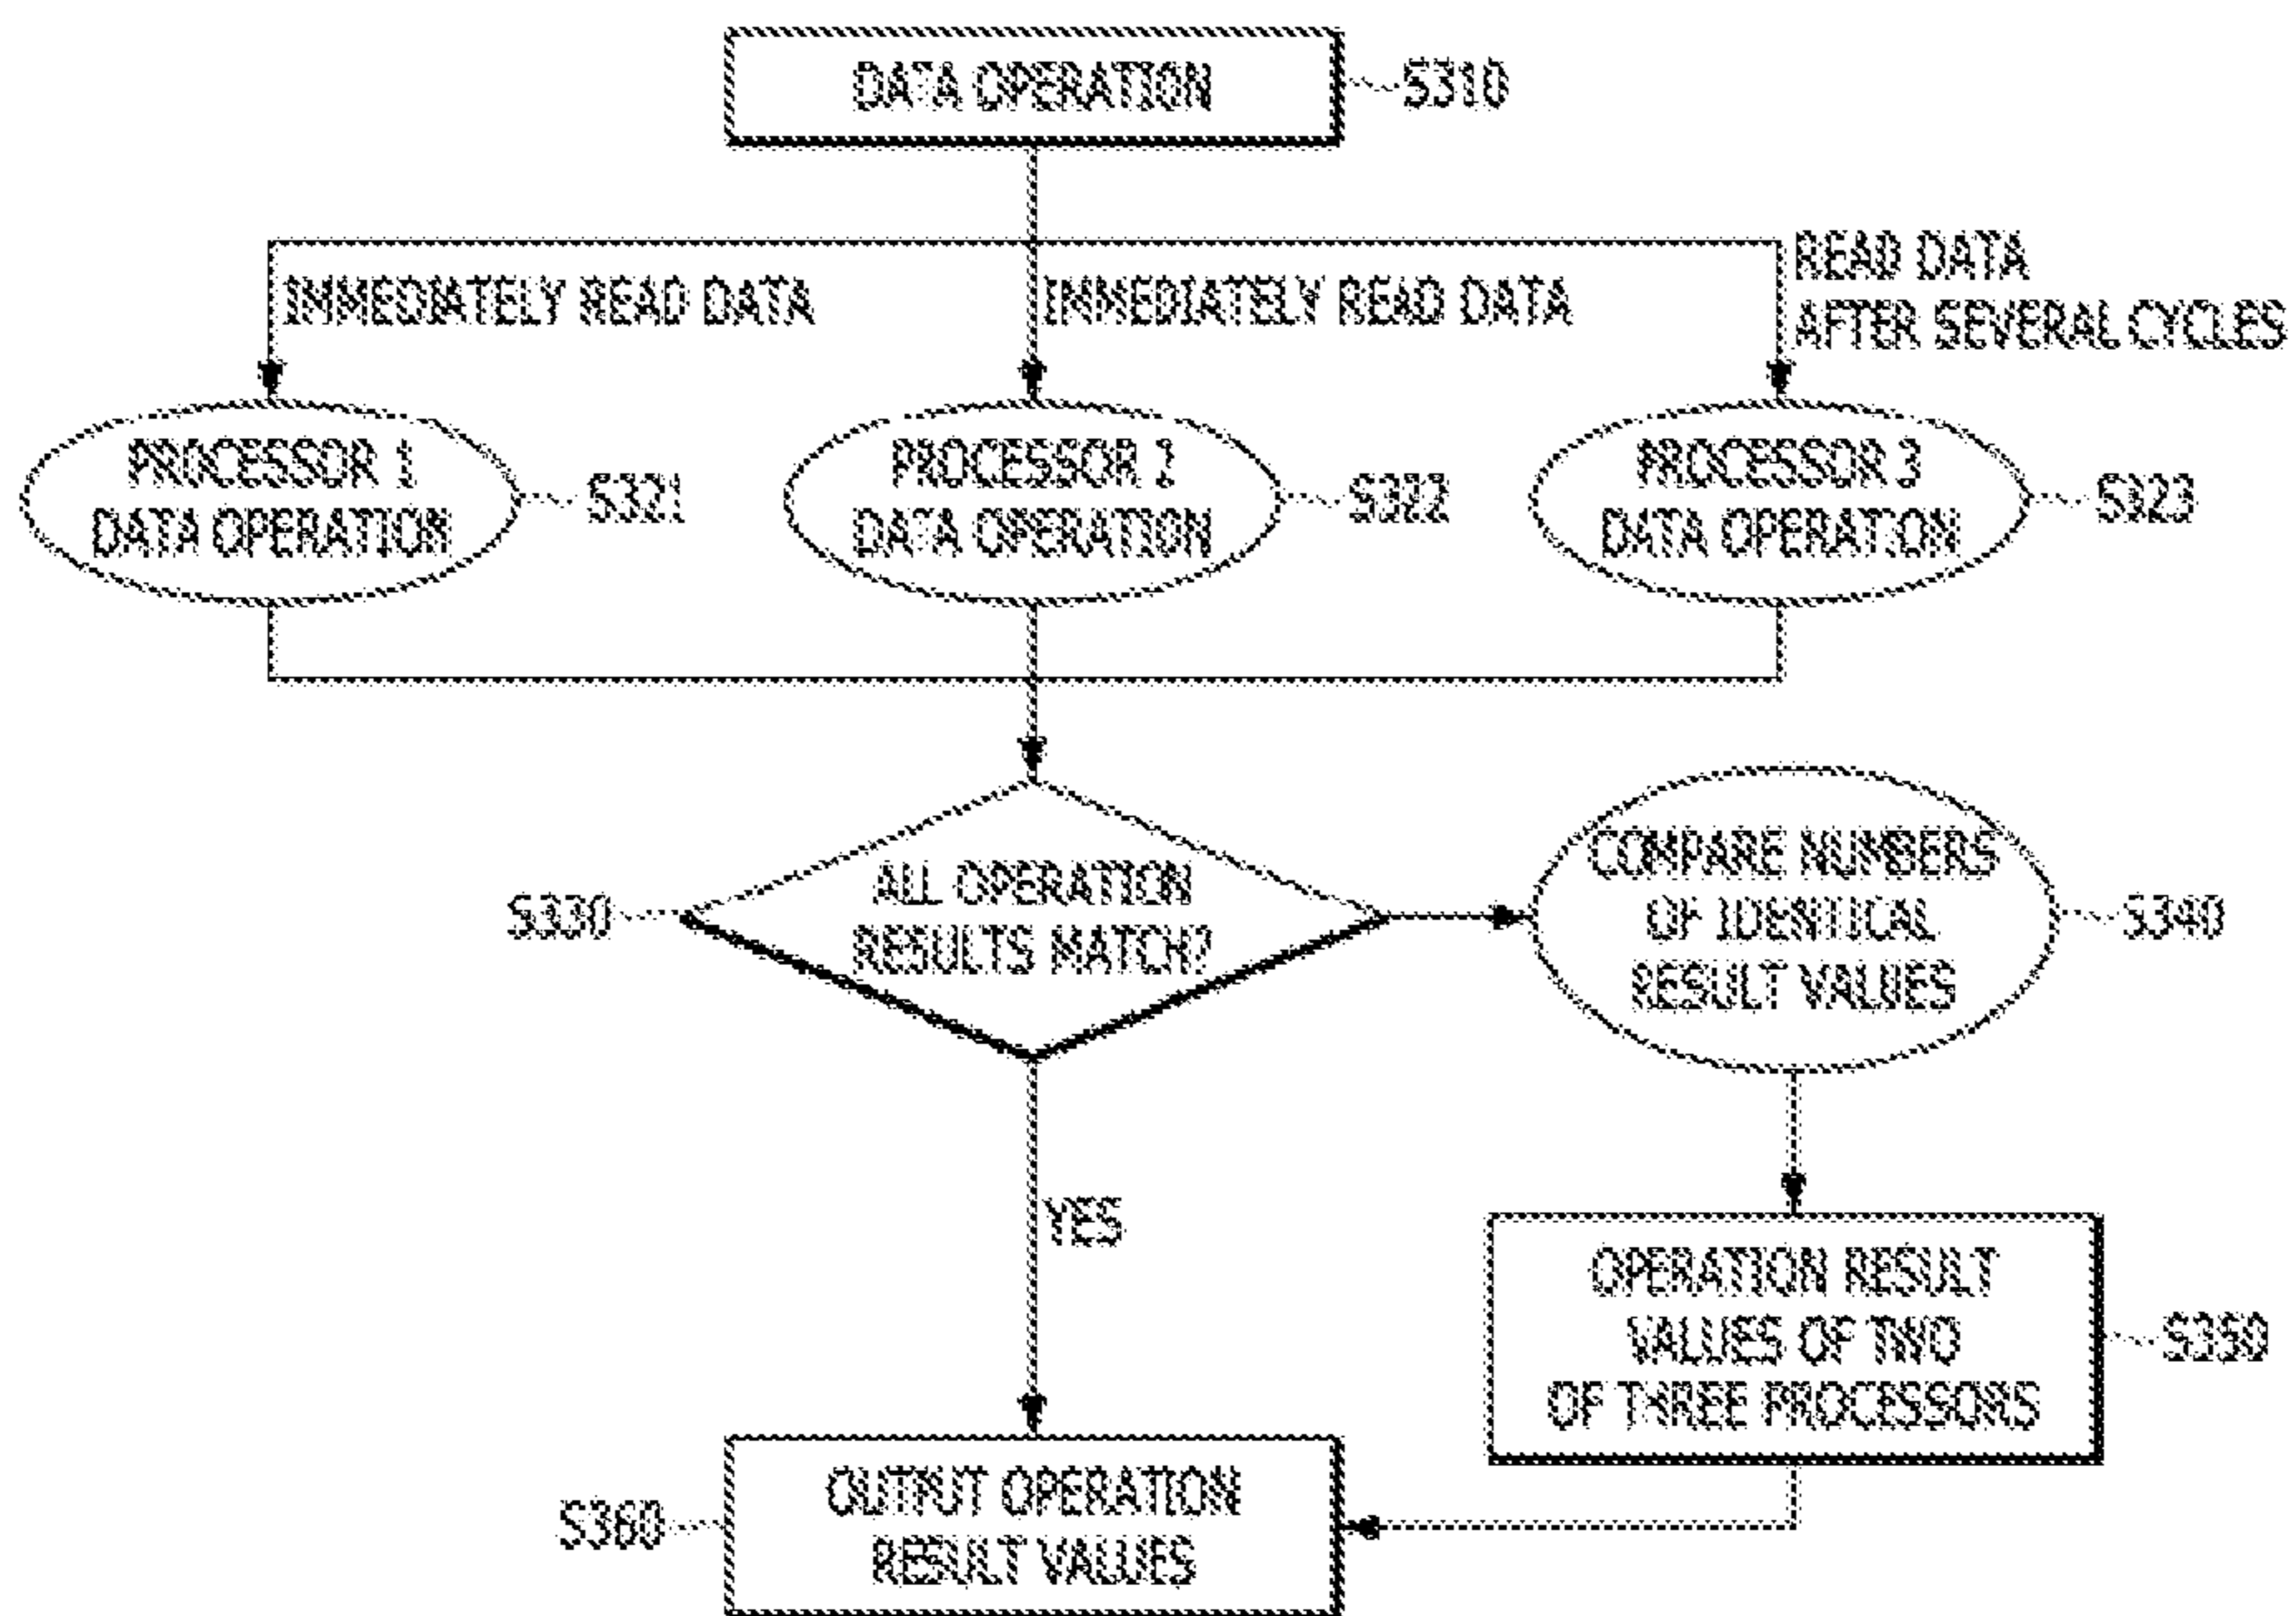 DATA OPERATION
S310
IMMEDIATELY READ DATA
IMMEDIATELY READ DATA
READ DATA
AFTER SEVERAL CYCLES
PROCESSOR 1
DATA OPERATION
S321
PROCESSOR 2
DATA OPERATION
S322
PROCESSOR 3
DATA OPERATION
S323
S330
ALL OPERATION
RESULTS MATCH?
COMPARE NUMBERS
OF IDENTICAL
RESULT VALUES
S340
YES
OPERATION RESULT
VALUES OF TWO
OF THREE PROCESSORS
S350
S360
OUTPUT OPERATION
RESULT VALUES